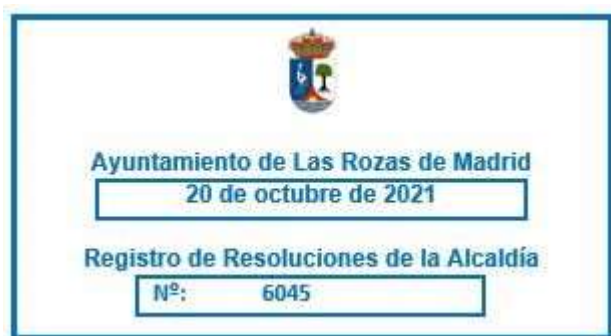 Ayuntamiento de Las Rozas de Madrid
20 de octubre de 2021
Registro de Resoluciones de la Alcaldía
Nº: 6045